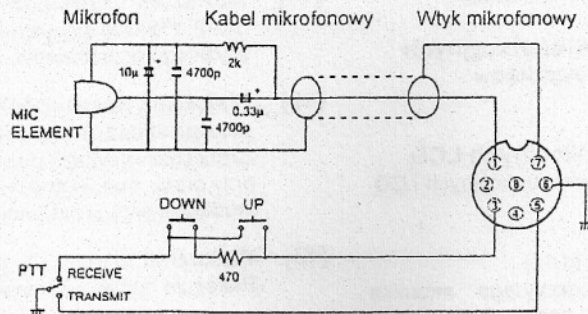 Mikrofon
Kabel mikrofonowy
Wtyk mikrofonowy
2k
10μ
4700p
0.33μ
4700p
MIC
ELEMENT
1
7
2
8
6
3
4
5
DOWN
UP
470
PTT
RECEIVE
TRANSMIT